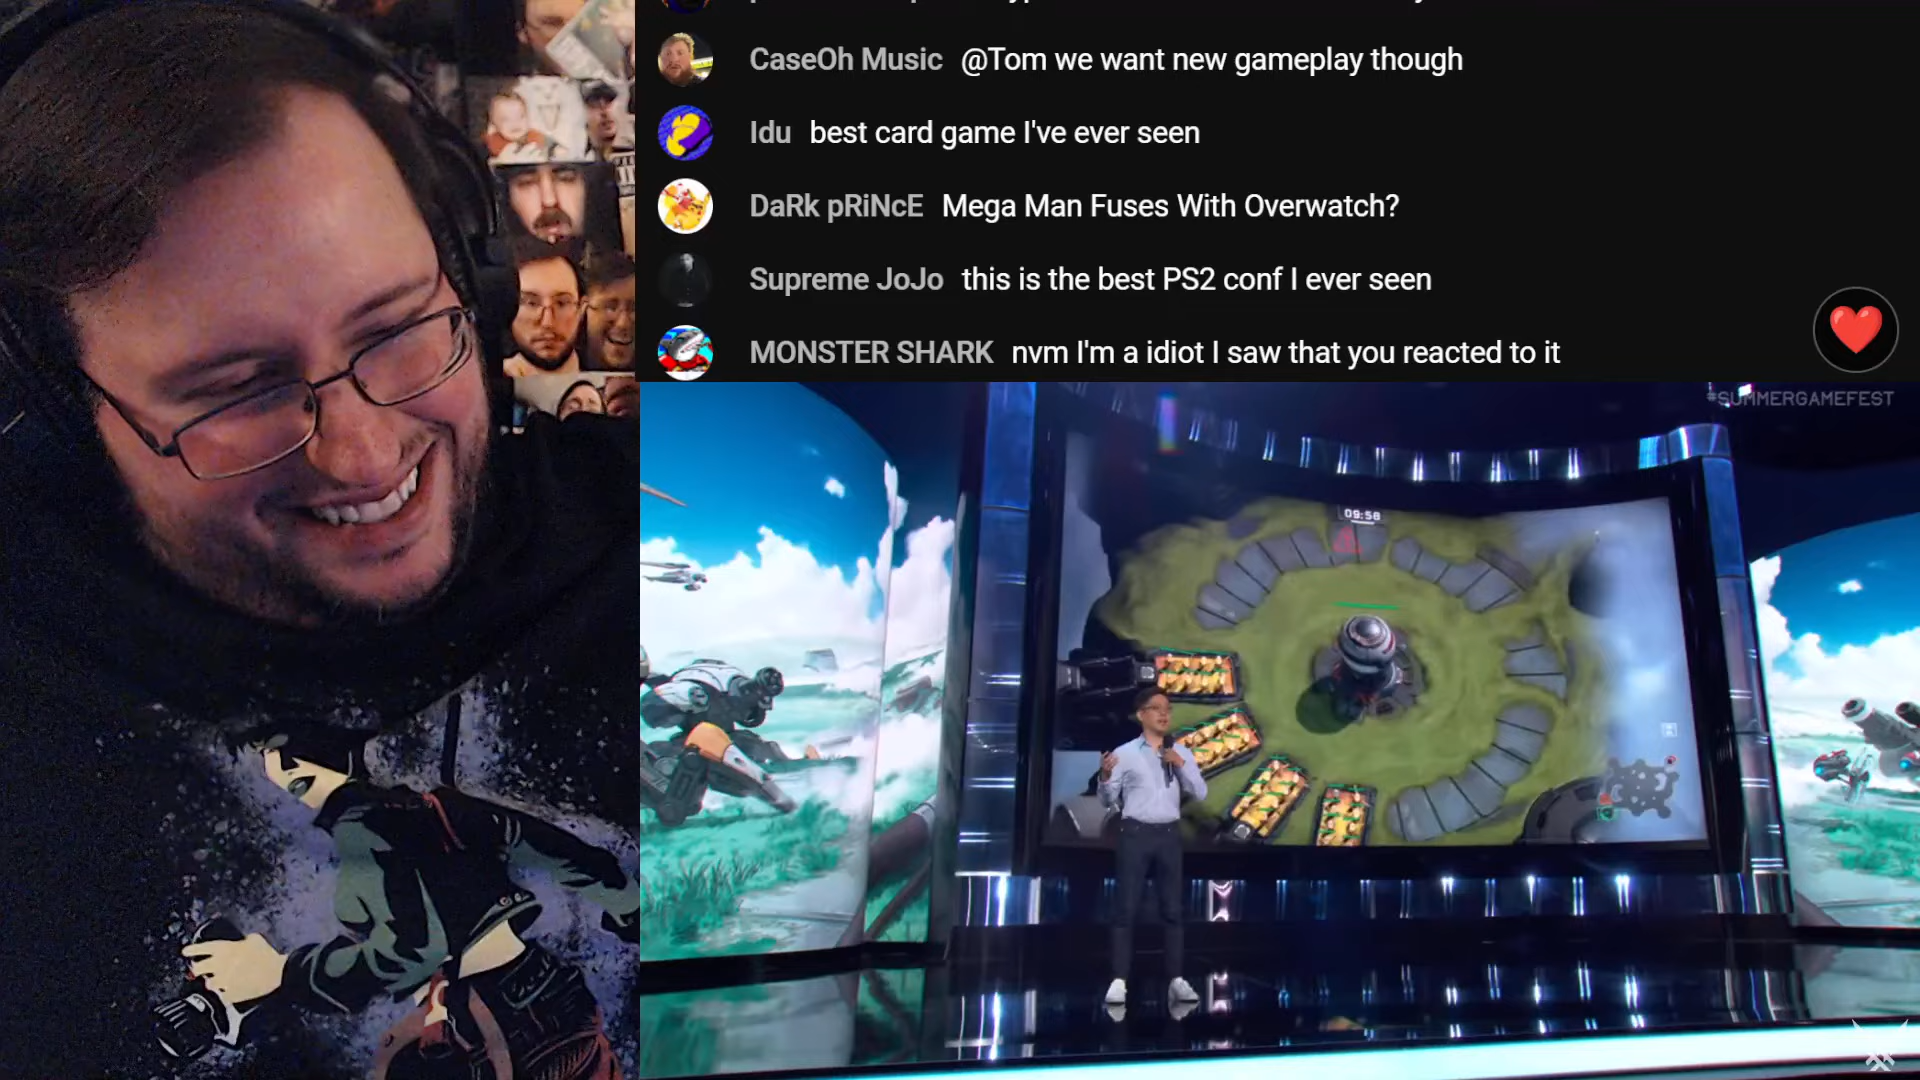 CaseOh Music @Tom we want new gameplay though
Idu best card game I've ever seen
DaRk pRiNcE Mega Man Fuses With Overwatch?
Supreme JoJo this is the best PS2 conf I ever seen
MONSTER SHARK nvm I'm a idiot I saw that you reacted to it
#SUMMERGAMEFEST
09:58